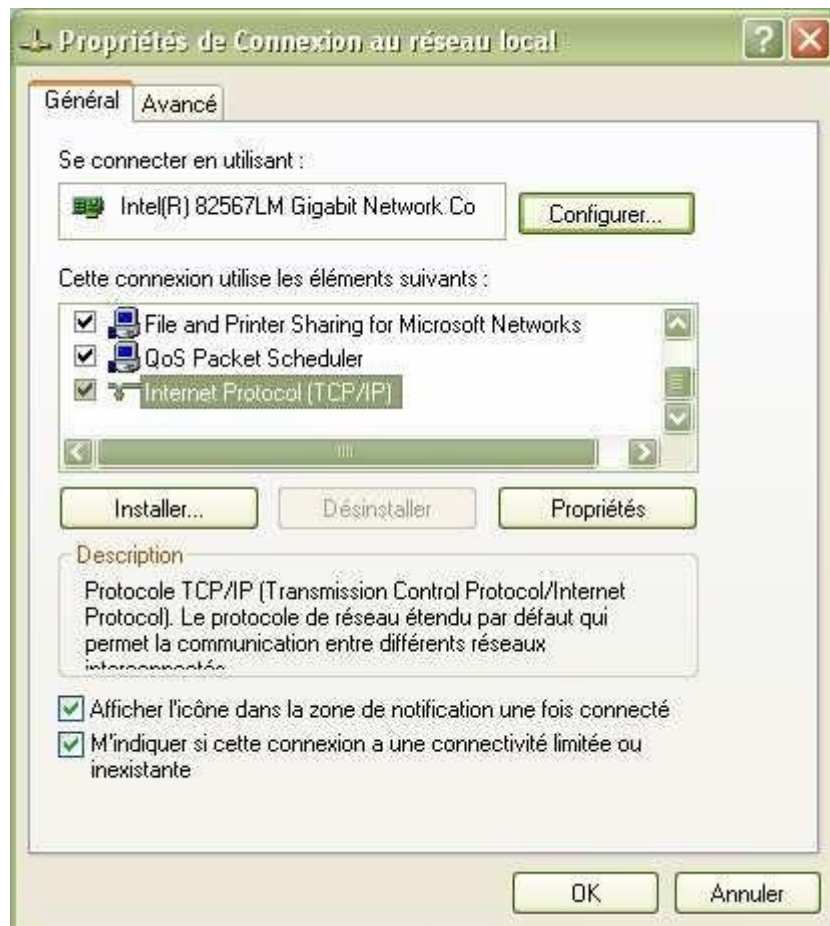 Propriétés de Connexion au réseau local
Général
Avancé
Se connecter en utilisant :
Intel(R) 82567LM Gigabit Network Co
Configurer...
Cette connexion utilise les éléments suivants :
File and Printer Sharing for Microsoft Networks
QoS Packet Scheduler
Internet Protocol (TCP/IP)
Installer...
Désinstaller
Propriétés
Description
Protocole TCP/IP (Transmission Control Protocol/Internet
Protocol). Le protocole de réseau étendu par défaut qui
permet la communication entre différents réseaux
interconnectés
Afficher l'icône dans la zone de notification une fois connecté
M'indiquer si cette connexion a une connectivité limitée ou
inexistante
OK
Annuler